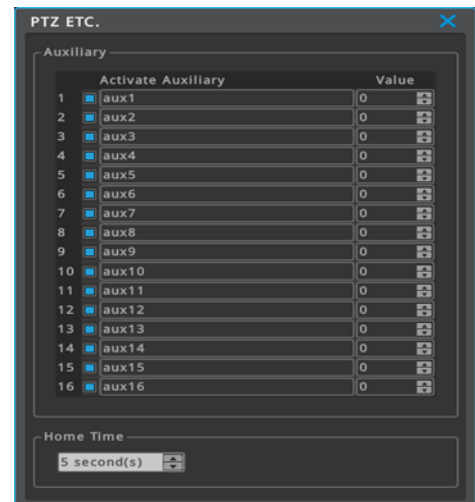 PTZ ETC.
Auxiliary
Activate Auxiliary Value
1 aux1 0
2 aux2 0
3 aux3 0
4 aux4 0
5 aux5 0
6 aux6 0
7 aux7 0
8 aux8 0
9 aux9 0
10 aux10 0
11 aux11 0
12 aux12 0
13 aux13 0
14 aux14 0
15 aux15 0
16 aux16 0
Home Time
5 second(s)